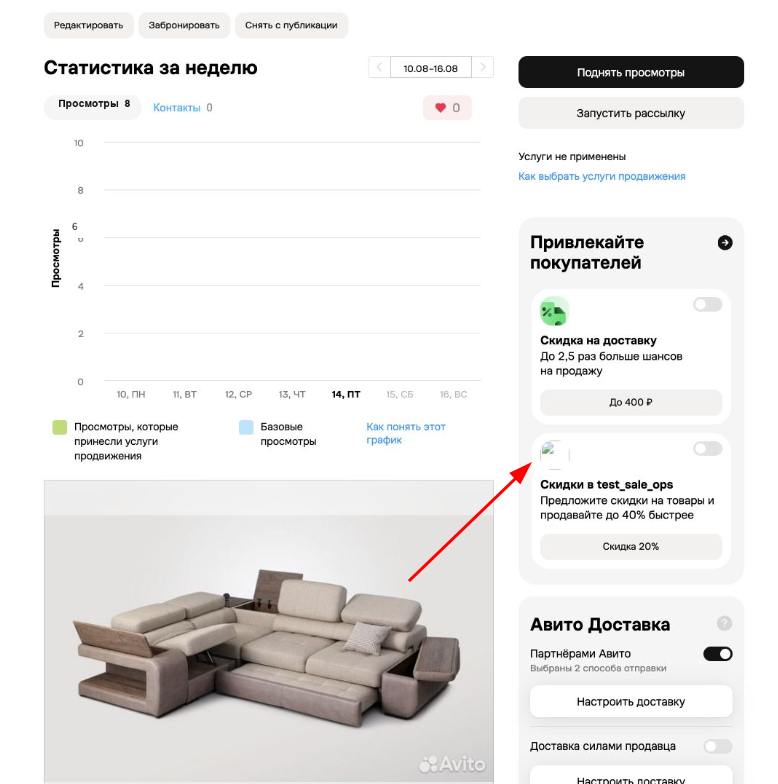 Редактировать
Забронировать
Снять с публикации
Статистика за неделю
10.08–16.08
Поднять просмотры
Просмотры 8
Контакты 0
0
Запустить рассылку
Услуги не применены
Как выбрать услуги продвижения
Просмотры
10
8
6
4
2
0
10, ПН
11, ВТ
12, СР
13, ЧТ
14, ПТ
15, СБ
16, ВС
Просмотры, которые
принесли услуги
продвижения
Базовые
просмотры
Как понять этот
график
Привлекайте
покупателей
%
Скидка на доставку
До 2,5 раз больше шансов
на продажу
До 400 ₽
Скидки в test_sale_ops
Предложите скидки на товары и
продавайте до 40% быстрее
Скидка 20%
Авито Доставка
?
Партнёрами Авито
Выбраны 2 способа отправки
Настроить доставку
Доставка силами продавца
Настроить доставку
Avito